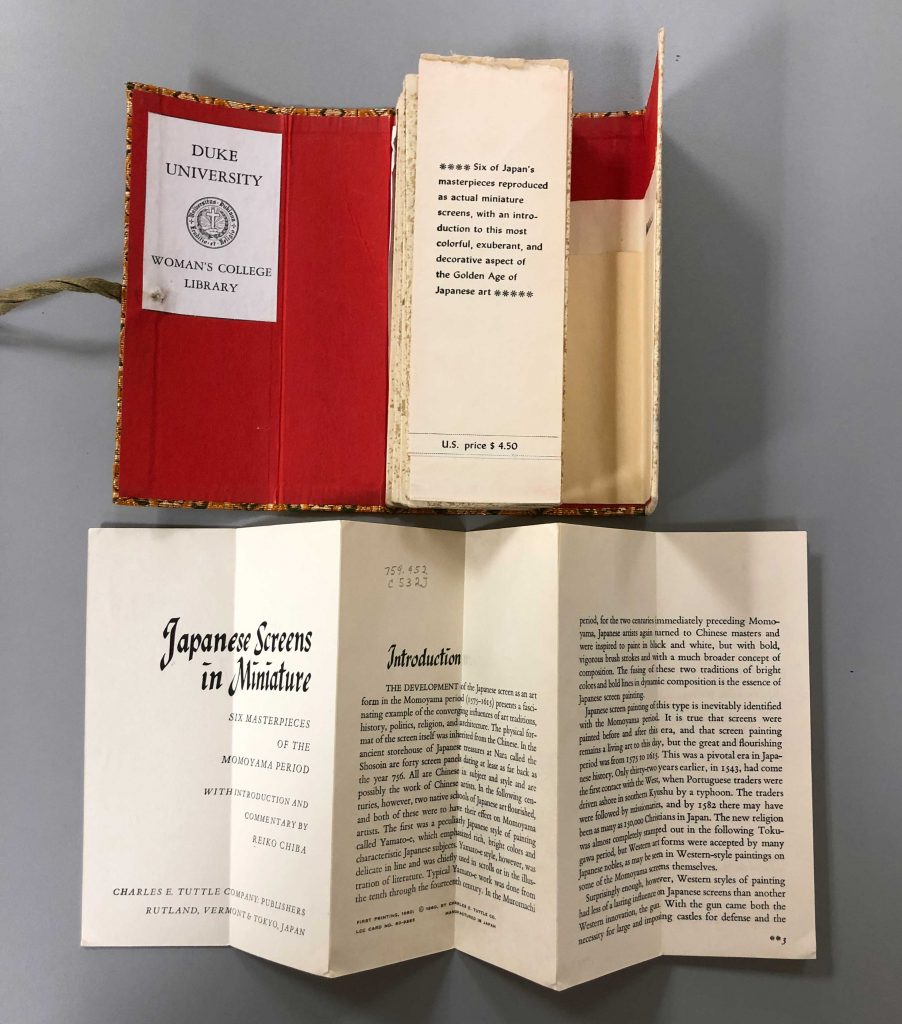 DUKE
UNIVERSITY
WOMAN'S COLLEGE
LIBRARY
**** Six of Japan's
masterpieces reproduced
as actual miniature
screens, with an intro-
duction to this most
colorful, exuberant, and
decorative aspect of
the Golden Age of
Japanese art *****
U.S. price $ 4.50
Japanese Screens
in Miniature
SIX MASTERPIECES
OF THE
MOMOYAMA PERIOD
WITH INTRODUCTION AND
COMMENTARY BY
REIKO CHIBA
CHARLES E. TUTTLE COMPANY: PUBLISHERS
RUTLAND, VERMONT & TOKYO, JAPAN
759.952
C532J
Introduction
THE DEVELOPMENT of the Japanese screen as an art
form in the Momoyama period (1575-1615) presents a fasci-
nating example of the converging influences of art traditions,
history, politics, religion, and architecture. The physical for-
mat of the screen itself was inherited from the Chinese. In the
ancient storehouse of Japanese treasures at Nara called the
Shosoin are forty screen panels dating at least as far back as
the year 756. All are Chinese in subject and style and are
possibly the work of Chinese artists. In the following cen-
turies, however, two native schools of Japanese art flourished,
and both of these were to have their effect on Momoyama
artists. The first was a peculiarly Japanese style of painting
called Yamato-e, which emphasized rich, bright colors and
characteristic Japanese subjects. Yamato-e style, however, was
delicate in line and was chiefly used in scrolls or in the illus-
tration of literature. Typical Yamato-e work was done from
the tenth through the fourteenth century. In the Muromachi
FIRST PRINTING, 1960; © 1960, BY CHARLES E. TUTTLE CO.
LCC CARD NO. MANUFACTURED IN JAPAN
period, for the two centuries immediately preceding Momo-
yama, Japanese artists again turned to Chinese masters and
were inspired to paint in black and white, but with bold,
vigorous brush strokes and with a much broader concept of
composition. The fusing of these two traditions of bright
colors and bold lines in dynamic composition is the essence of
Japanese screen painting.
Japanese screen painting of this type is inevitably identified
with the Momoyama period. It is true that screens were
painted before and after this era, and that screen painting
remains a living art to this day, but the great and flourishing
period was from 1575 to 1615. This was a pivotal era in Japa-
nese history. Only thirty-two years earlier, in 1543, had come
the first contact with the West, when Portuguese traders were
driven ashore in southern Kyushu by a typhoon. The traders
were followed by missionaries, and by 1582 there may have
been as many as 150,000 Christians in Japan. The new religion
was almost completely stamped out in the following Toku-
gawa period, but Western art forms were accepted by many
Japanese nobles, as may be seen in Western-style paintings on
some of the Momoyama screens themselves.
Surprisingly enough, however, Western styles of painting
had less of a lasting influence on Japanese screens than another
Western innovation, the gun. With the gun came both the
necessity for large and imposing castles for defense and the
**3